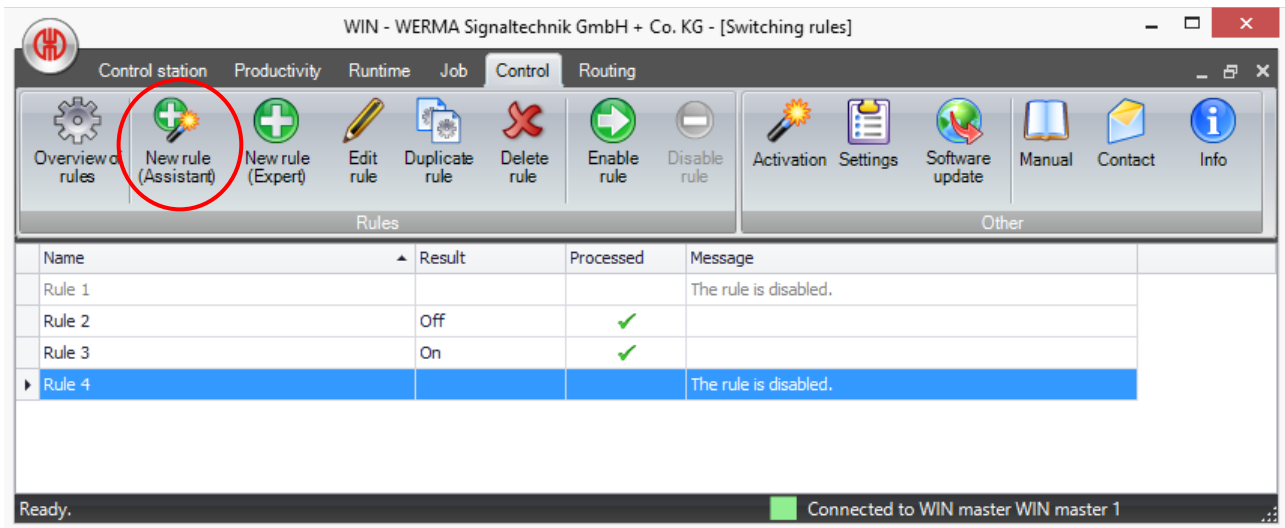 WIN - WERMA Signaltechnik GmbH + Co. KG - [Switching rules]
Control station Productivity Runtime Job Control Routing
Overview of rules
New rule (Assistant)
New rule (Expert)
Edit rule
Duplicate rule
Delete rule
Enable rule
Disable rule
Activation
Settings
Software update
Manual
Contact
Info
Rules
Other
Name Result Processed Message
Rule 1 The rule is disabled.
Rule 2 Off
Rule 3 On
Rule 4 The rule is disabled.
Ready. Connected to WIN master WIN master 1